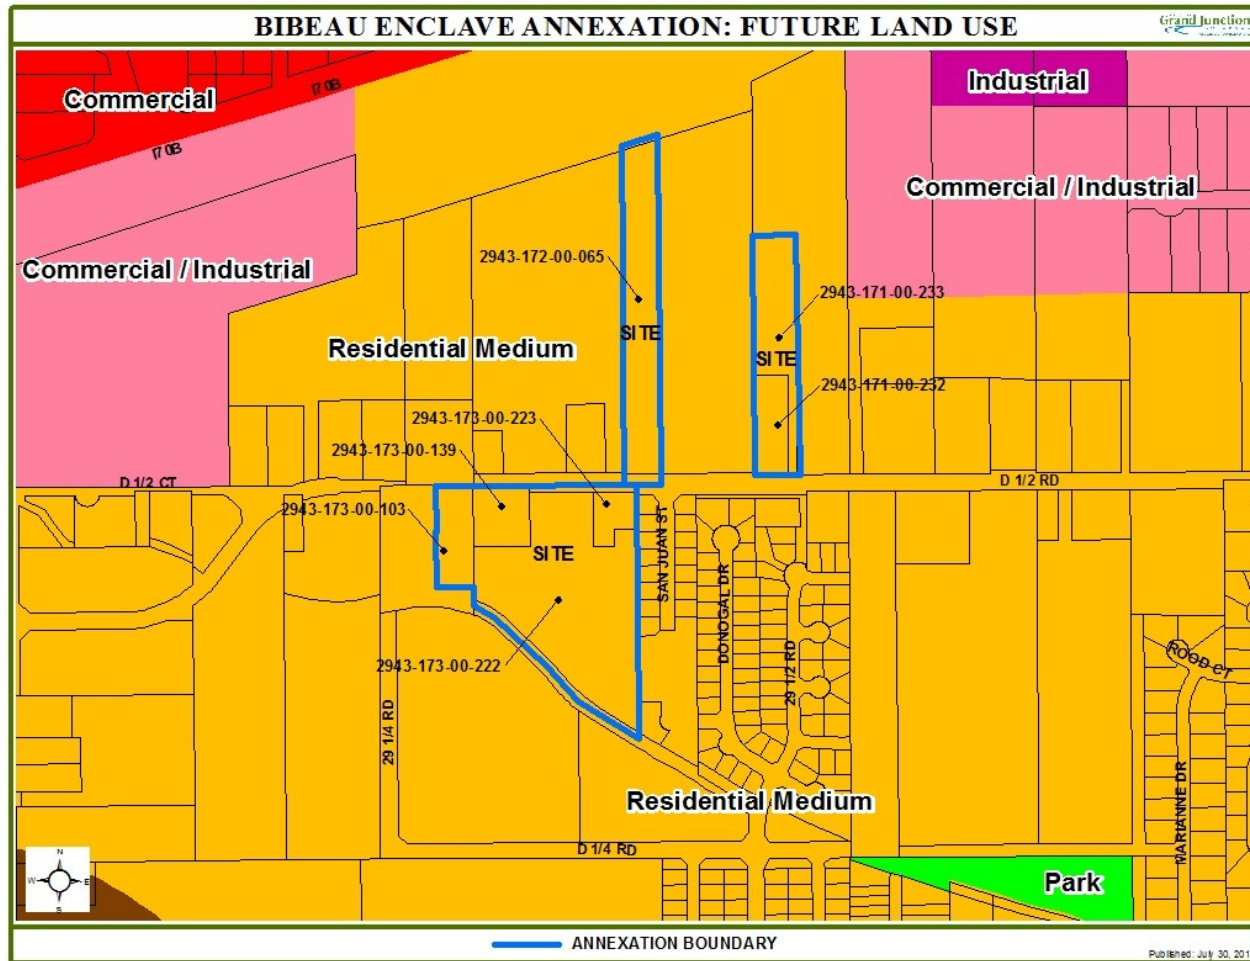 BIBEAU ENCLAVE ANNEXATION: FUTURE LAND USE
Grand Junction
Commercial
I70B
I70B
Industrial
Commercial / Industrial
Commercial / Industrial
2943-172-00-065
2943-171-00-233
SITE
SITE
Residential Medium
2943-171-00-232
2943-173-00-223
2943-173-00-139
D 1/2 CT
D 1/2 RD
2943-173-00-103
SITE
SAN JUAN ST
DONOGAL DR
29 1/2 RD
2943-173-00-222
ROOD CT
29 1/4 RD
MARIANNE DR
Residential Medium
D 1/4 RD
N
W E
S
Park
ANNEXATION BOUNDARY
Published: July 30, 201